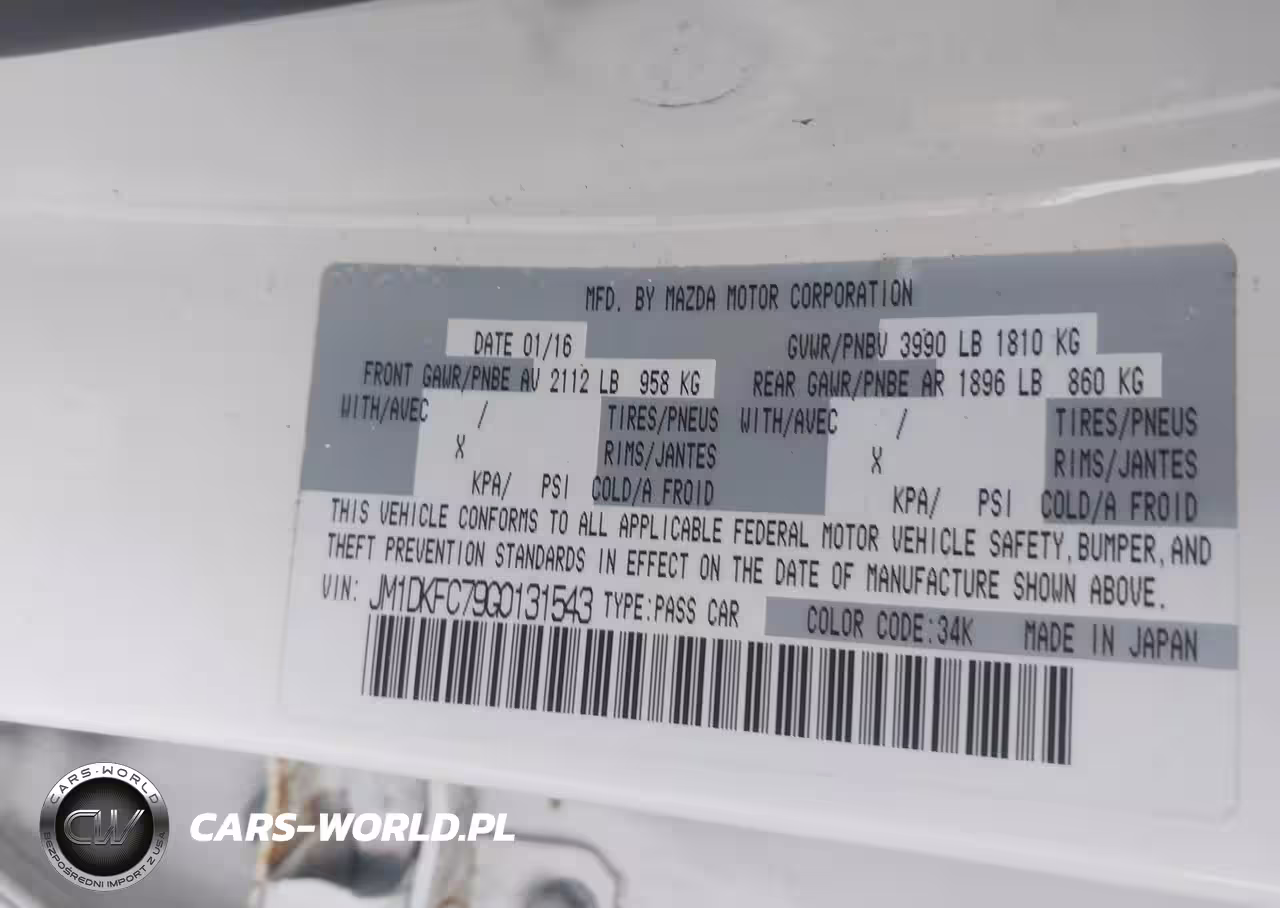 MFD. BY MAZDA MOTOR CORPORATION
DATE 01/16 GVWR/PNBV 3990 LB 1810 KG
FRONT GAWR/PNBE AV 2112 LB 958 KG REAR GAWR/PNBE AR 1896 LB 860 KG
WITH/AVEC / TIRES/PNEUS WITH/AVEC / TIRES/PNEUS
X RIMS/JANTES X RIMS/JANTES
KPA/ PSI COLD/A FROID KPA/ PSI COLD/A FROID
THIS VEHICLE CONFORMS TO ALL APPLICABLE FEDERAL MOTOR VEHICLE SAFETY, BUMPER, AND
THEFT PREVENTION STANDARDS IN EFFECT ON THE DATE OF MANUFACTURE SHOWN ABOVE.
VIN: JM1DKFC79G0131543 TYPE: PASS CAR COLOR CODE: 34K MADE IN JAPAN
CARS-WORLD
CW
BEZPOŚREDNI IMPORT Z USA
CARS-WORLD.PL